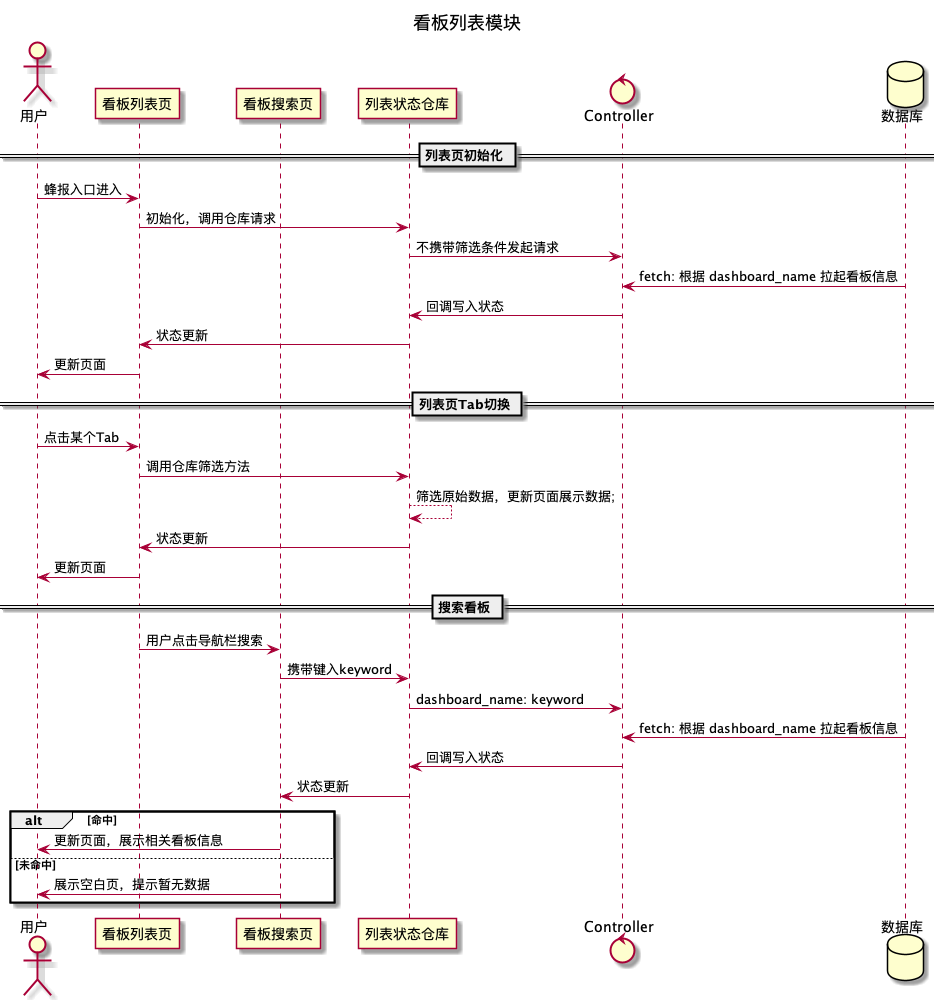 看板列表模块
用户
看板列表页
看板搜索页
列表状态仓库
Controller
数据库
列表页初始化
蜂报入口进入
初始化，调用仓库请求
不携带筛选条件发起请求
fetch: 根据 dashboard_name 拉起看板信息
回调写入状态
状态更新
更新页面
列表页Tab切换
点击某个Tab
调用仓库筛选方法
筛选原始数据，更新页面展示数据;
状态更新
更新页面
搜索看板
用户点击导航栏搜索
携带键入keyword
dashboard_name: keyword
fetch: 根据 dashboard_name 拉起看板信息
回调写入状态
状态更新
alt [命中]
更新页面，展示相关看板信息
[未命中]
展示空白页，提示暂无数据
用户
看板列表页
看板搜索页
列表状态仓库
Controller
数据库